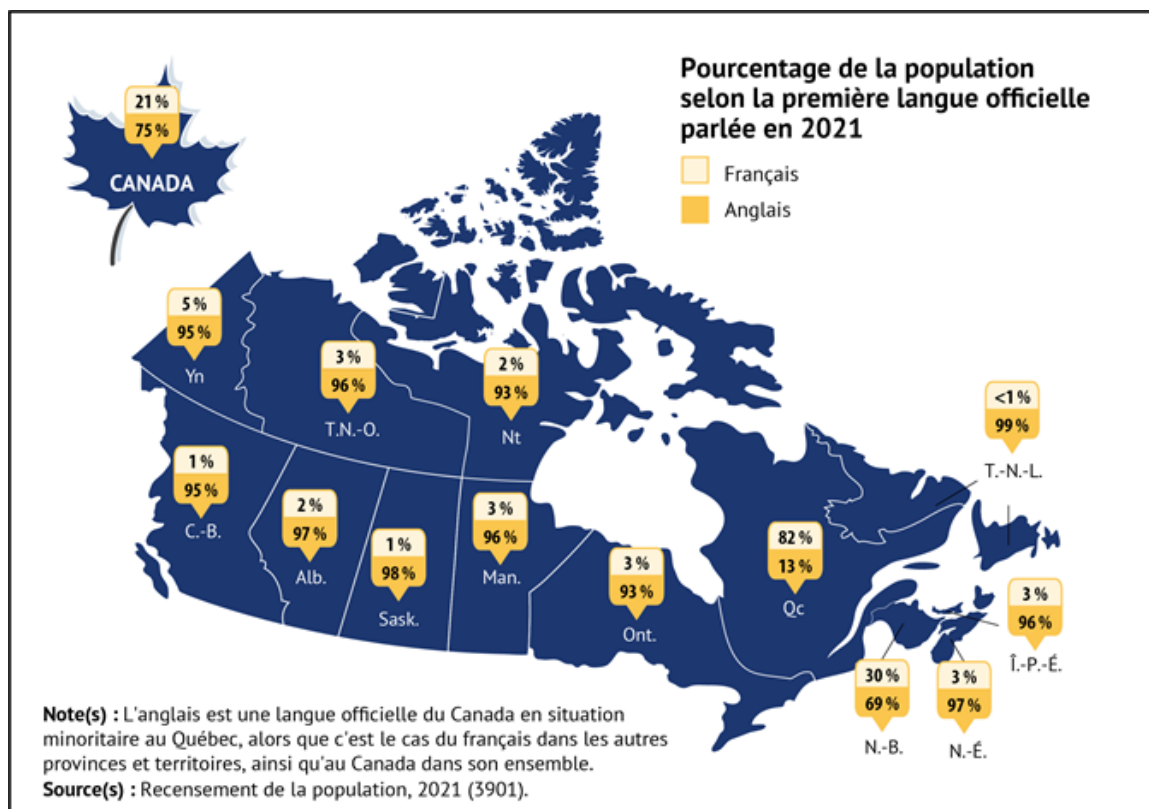 Pourcentage de la population
selon la première langue officielle
parlée en 2021
Français
Anglais
21 %
75 %
CANADA
5 %
95 %
Yn
3 %
96 %
T.N.-O.
2 %
93 %
Nt
<1 %
99 %
T.-N.-L.
1 %
95 %
C.-B.
2 %
97 %
Alb.
1 %
98 %
Sask.
3 %
96 %
Man.
3 %
93 %
Ont.
82 %
13 %
Qc
3 %
96 %
Î.-P.-É.
30 %
69 %
N.-B.
3 %
97 %
N.-É.
Note(s) : L'anglais est une langue officielle du Canada en situation
minoritaire au Québec, alors que c'est le cas du français dans les autres
provinces et territoires, ainsi qu'au Canada dans son ensemble.
Source(s) : Recensement de la population, 2021 (3901).